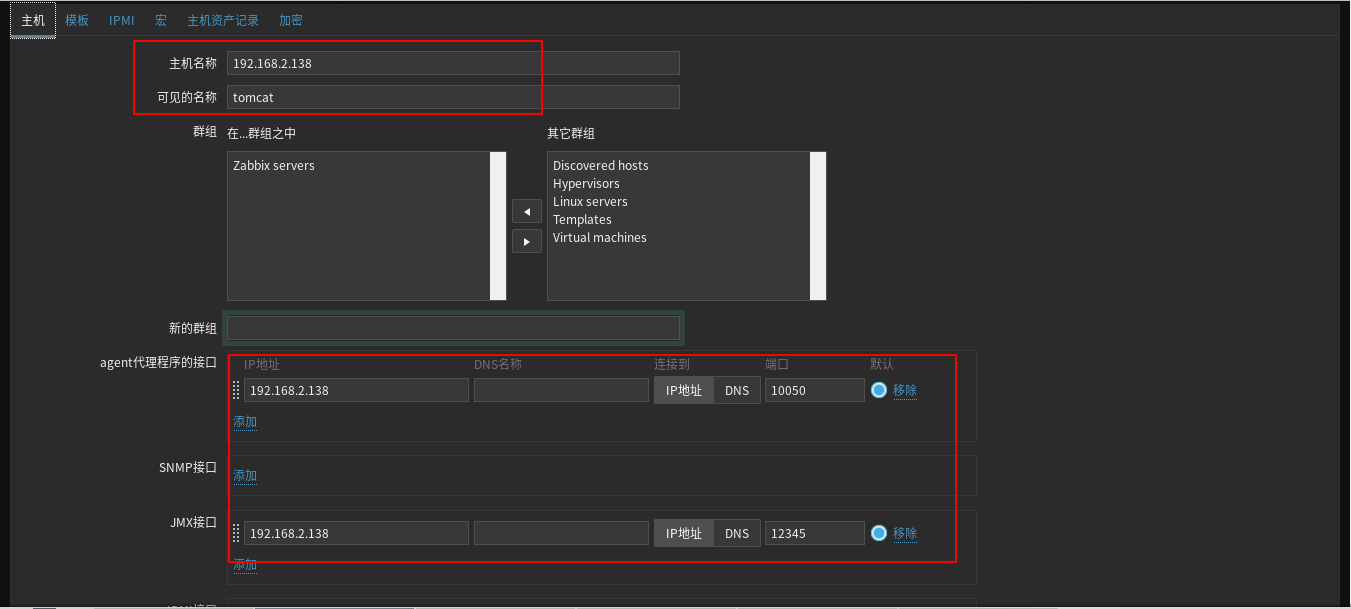 主机 模板 IPMI 宏 主机资产记录 加密
主机名称 192.168.2.138
可见的名称 tomcat
群组 在...群组之中 其它群组
Zabbix servers Discovered hosts
Hypervisors
Linux servers
Templates
Virtual machines
新的群组
agent代理程序的接口 IP地址 DNS名称 连接到 端口 默认
192.168.2.138 IP地址 DNS 10050 移除
添加
SNMP接口 添加
JMX接口 192.168.2.138 IP地址 DNS 12345 移除
添加